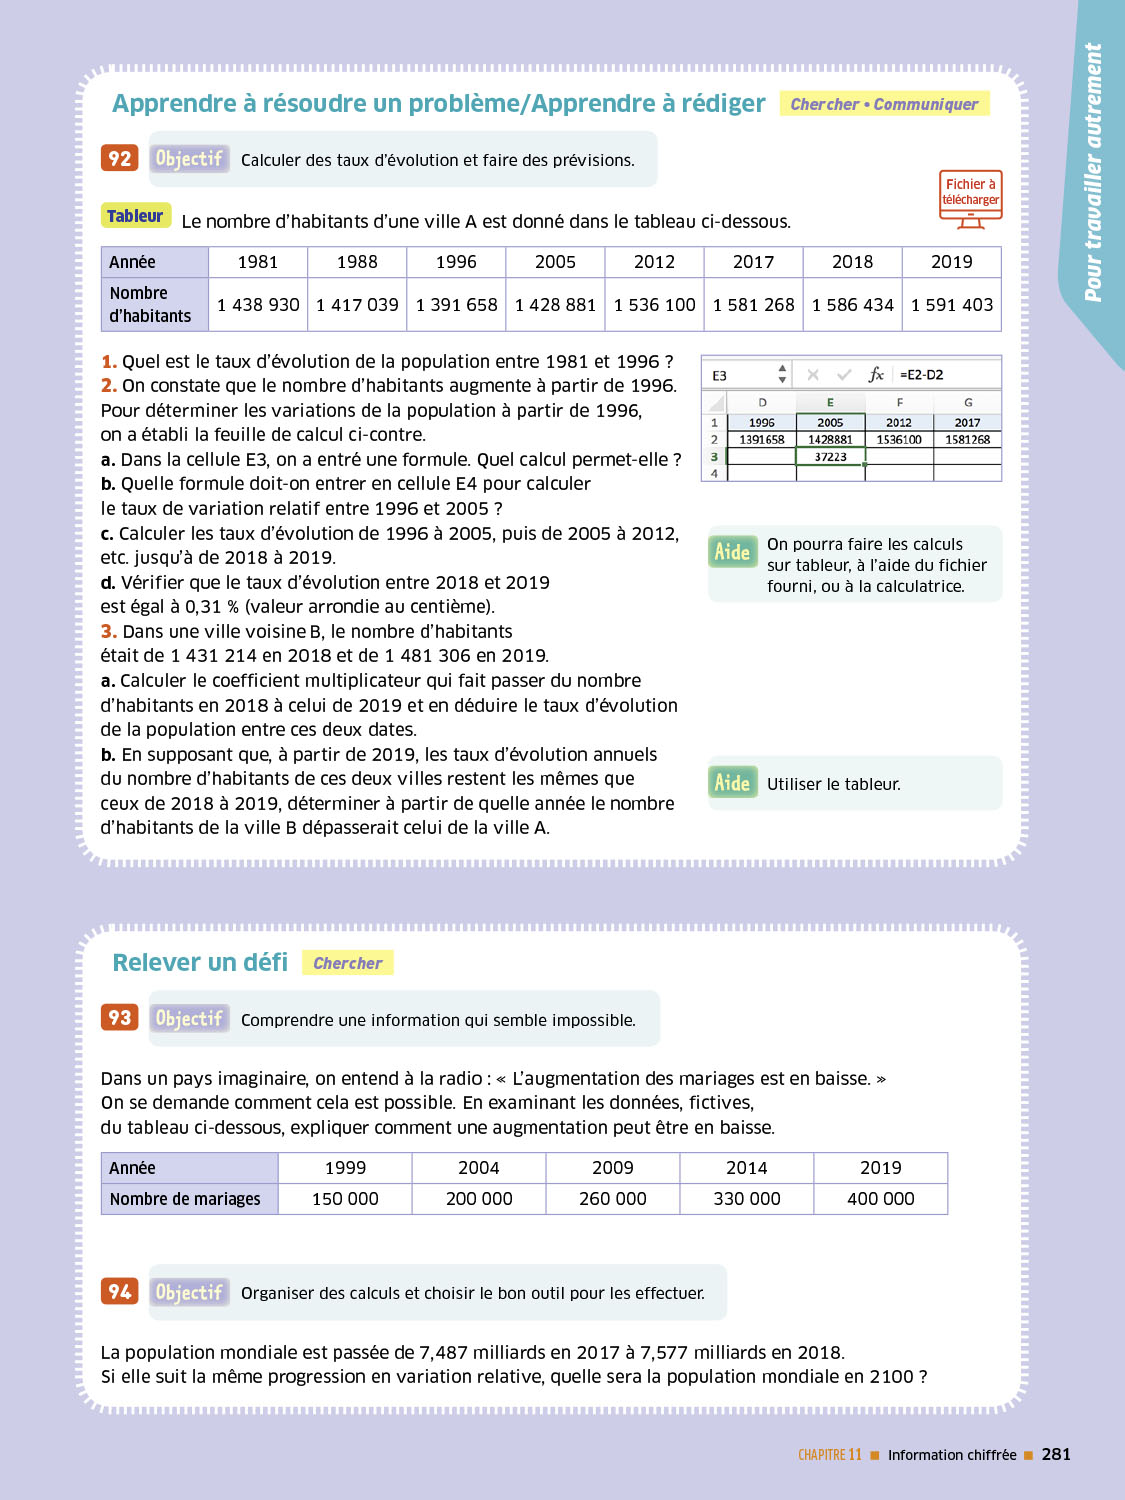 Pour travailler autrement
Apprendre à résoudre un problème/Apprendre à rédiger Chercher • Communiquer
92 Objectif Calculer des taux d'évolution et faire des prévisions.
Fichier à
télécharger
Tableur Le nombre d'habitants d'une ville A est donné dans le tableau ci-dessous.
Année 1981 1988 1996 2005 2012 2017 2018 2019
Nombre
d'habitants 1 438 930 1 417 039 1 391 658 1 428 881 1 536 100 1 581 268 1 586 434 1 591 403
1. Quel est le taux d'évolution de la population entre 1981 et 1996 ?
2. On constate que le nombre d'habitants augmente à partir de 1996.
Pour déterminer les variations de la population à partir de 1996,
on a établi la feuille de calcul ci-contre.
a. Dans la cellule E3, on a entré une formule. Quel calcul permet-elle ?
b. Quelle formule doit-on entrer en cellule E4 pour calculer
le taux de variation relatif entre 1996 et 2005 ?
c. Calculer les taux d'évolution de 1996 à 2005, puis de 2005 à 2012,
etc. jusqu'à de 2018 à 2019.
d. Vérifier que le taux d'évolution entre 2018 et 2019
est égal à 0,31 % (valeur arrondie au centième).
3. Dans une ville voisine B, le nombre d'habitants
était de 1 431 214 en 2018 et de 1 481 306 en 2019.
a. Calculer le coefficient multiplicateur qui fait passer du nombre
d'habitants en 2018 à celui de 2019 et en déduire le taux d'évolution
de la population entre ces deux dates.
b. En supposant que, à partir de 2019, les taux d'évolution annuels
du nombre d'habitants de ces deux villes restent les mêmes que
ceux de 2018 à 2019, déterminer à partir de quelle année le nombre
d'habitants de la ville B dépasserait celui de la ville A.
E3 fx =E2-D2
D E F G
1 1996 2005 2012 2017
2 1391658 1428881 1536100 1581268
3 37223
4
Aide On pourra faire les calculs
sur tableur, à l'aide du fichier
fourni, ou à la calculatrice.
Aide Utiliser le tableur.
Relever un défi Chercher
93 Objectif Comprendre une information qui semble impossible.
Dans un pays imaginaire, on entend à la radio : « L'augmentation des mariages est en baisse. »
On se demande comment cela est possible. En examinant les données, fictives,
du tableau ci-dessous, expliquer comment une augmentation peut être en baisse.
Année 1999 2004 2009 2014 2019
Nombre de mariages 150 000 200 000 260 000 330 000 400 000
94 Objectif Organiser des calculs et choisir le bon outil pour les effectuer.
La population mondiale est passée de 7,487 milliards en 2017 à 7,577 milliards en 2018.
Si elle suit la même progression en variation relative, quelle sera la population mondiale en 2100 ?
CHAPITRE 11 ■ Information chiffrée ■ 281